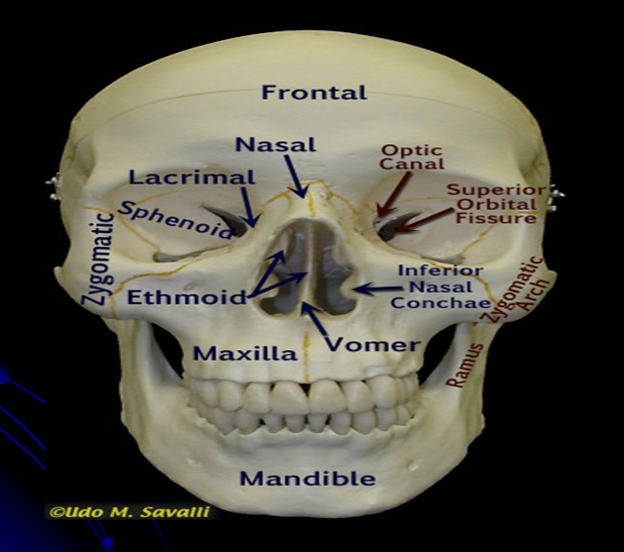 Frontal
Nasal
Optic
Canal
Lacrimal
Superior
Orbital
Fissure
Sphenoid
Zygomatic
Ethmoid
Inferior
Nasal
Conchae
Zygomatic
Arch
Maxilla
Vomer
Ramus
Mandible
©Udo M. Savalli